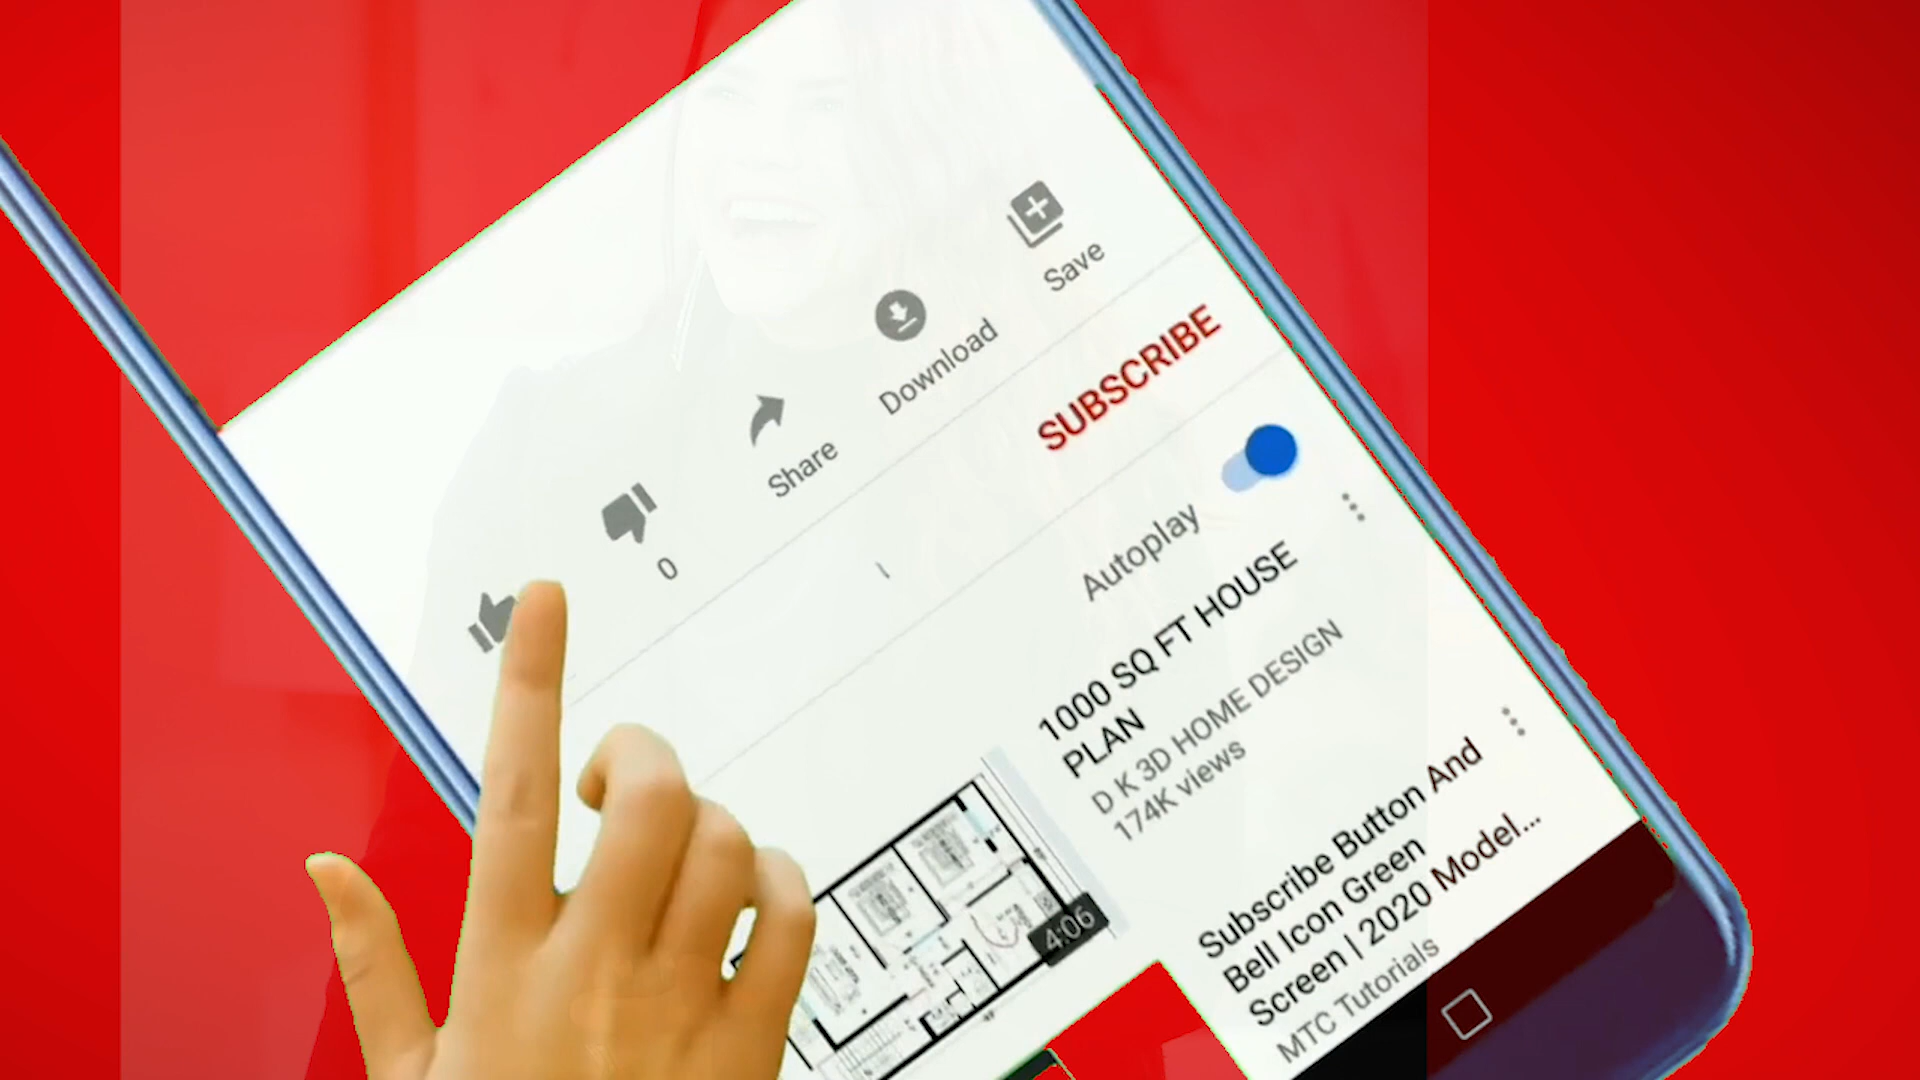 0
Share
Download
Save
SUBSCRIBE
Autoplay
1000 SQ FT HOUSE
PLAN
D K 3D HOME DESIGN
174K views
4:06
Subscribe Button And
Bell Icon Green
Screen | 2020 Model...
MTC Tutorials